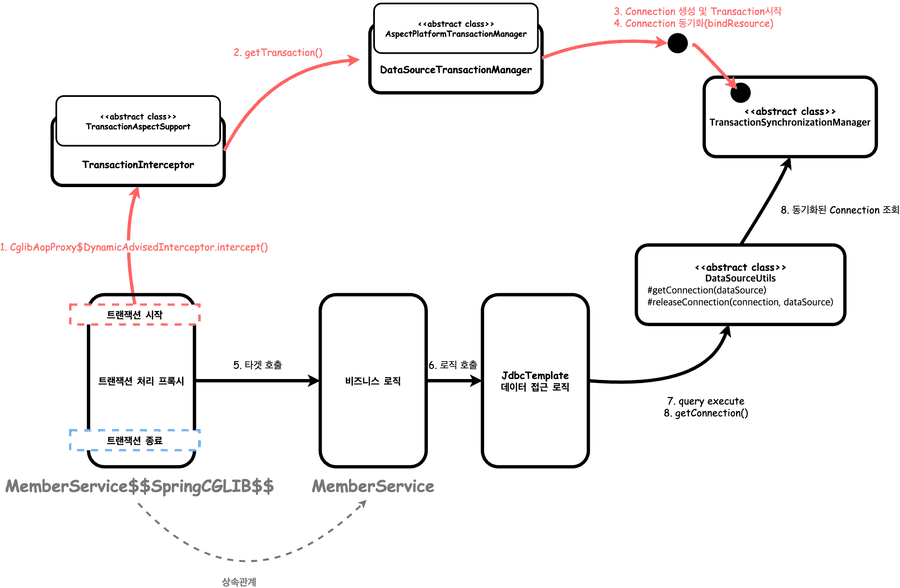 <<abstract class>>
AspectPlatformTransactionManager
DataSourceTransactionManager
3. Connection 생성 및 Transaction시작
4. Connection 동기화(bindResource)
2. getTransaction()
<<abstract class>>
TransactionAspectSupport
TransactionInterceptor
<<abstract class>>
TransactionSynchronizationManager
8. 동기화된 Connection 조회
1. CglibAopProxy$DynamicAdvisedInterceptor.intercept()
<<abstract class>>
DataSourceUtils
#getConnection(dataSource)
#releaseConnection(connection, dataSource)
트랜잭션 시작
트랜잭션 처리 프록시
트랜잭션 종료
5. 타겟 호출
비즈니스 로직
6. 로직 호출
JdbcTemplate
데이터 접근 로직
7. query execute
8. getConnection()
MemberService$$SpringCGLIB$$
MemberService
상속관계